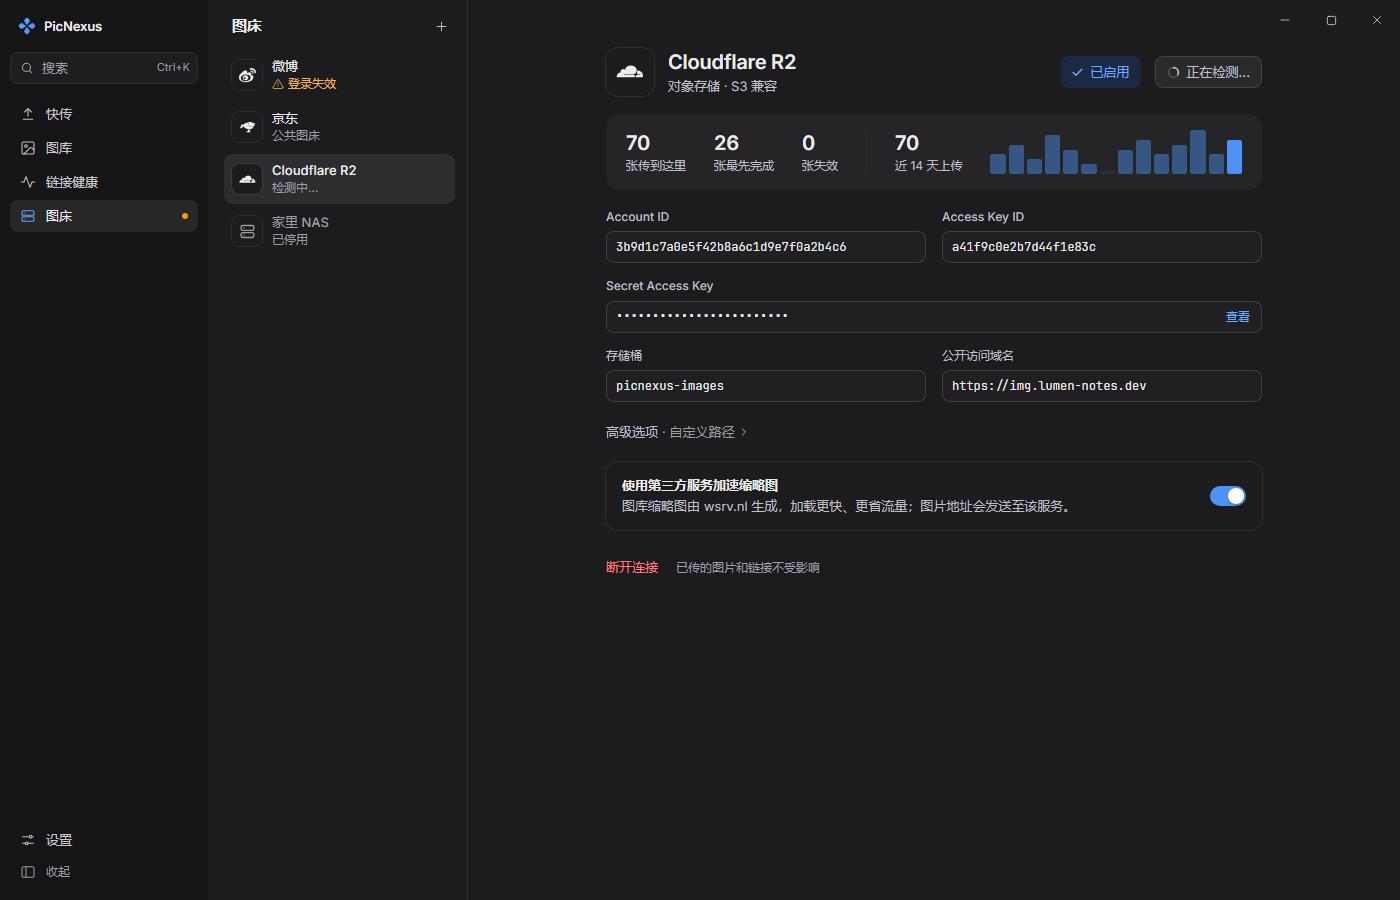 PicNexus
搜索 Ctrl+K
快传
图库
链接健康
图床
设置
收起
图床
微博
登录失效
京东
公共图床
Cloudflare R2
检测中...
家里 NAS
已停用
Cloudflare R2
对象存储 · S3 兼容
已启用
正在检测...
70
张传到这里
26
张最先完成
0
张失效
70
近 14 天上传
Account ID
3b9d1c7a0e5f42b8a6c1d9e7f0a2b4c6
Access Key ID
a41f9c0e2b7d44f1e83c
Secret Access Key
•••••••••••••••••••••••• 查看
存储桶
picnexus-images
公开访问域名
https://img.lumen-notes.dev
高级选项 · 自定义路径
使用第三方服务加速缩略图
图库缩略图由 wsrv.nl 生成，加载更快、更省流量；图片地址会发送至该服务。
断开连接 已传的图片和链接不受影响